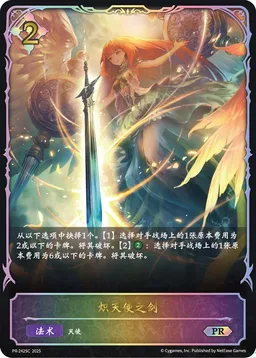 2
从以下选项中抉择1个。【1】选择对手战场上的1张原本费用为
2或以下的卡牌。将其破坏。【2】②：选择对手战场上的1张原
本费用为6或以下的卡牌。将其破坏。
炽天使之剑
法术 天使 PR
PR-242SC 2025 © Cygames, Inc. Published by NetEase Games